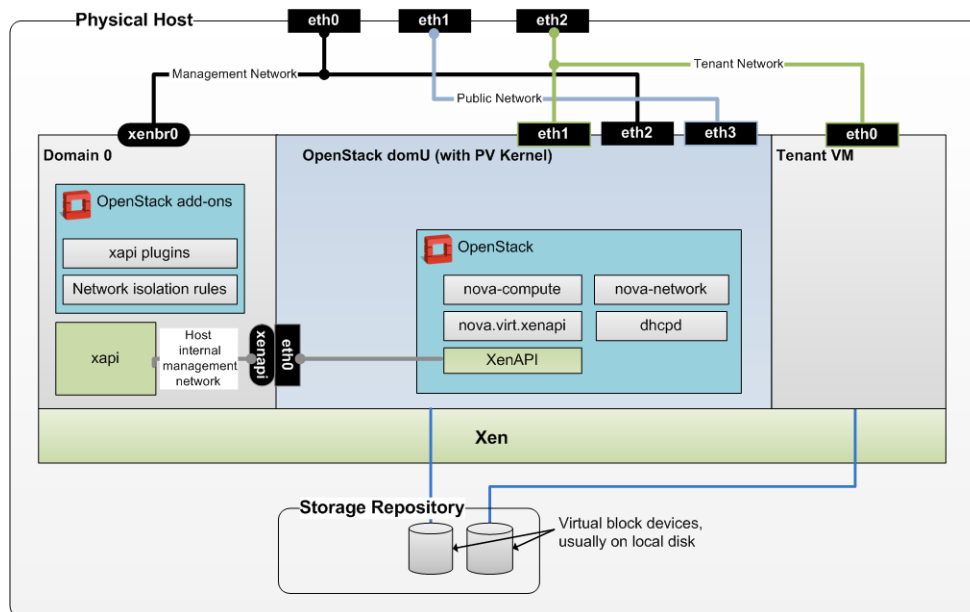 Physical Host
eth0
eth1
eth2
Management Network
Tenant Network
Public Network
xenbr0
eth1
eth2
eth3
eth0
Domain 0
OpenStack domU (with PV Kernel)
Tenant VM
OpenStack add-ons
xapi plugins
Network isolation rules
OpenStack
nova-compute
nova-network
nova.virt.xenapi
dhcpd
XenAPI
xapi
Host
internal
management
network
xenapi
eth0
Xen
Storage Repository
Virtual block devices,
usually on local disk